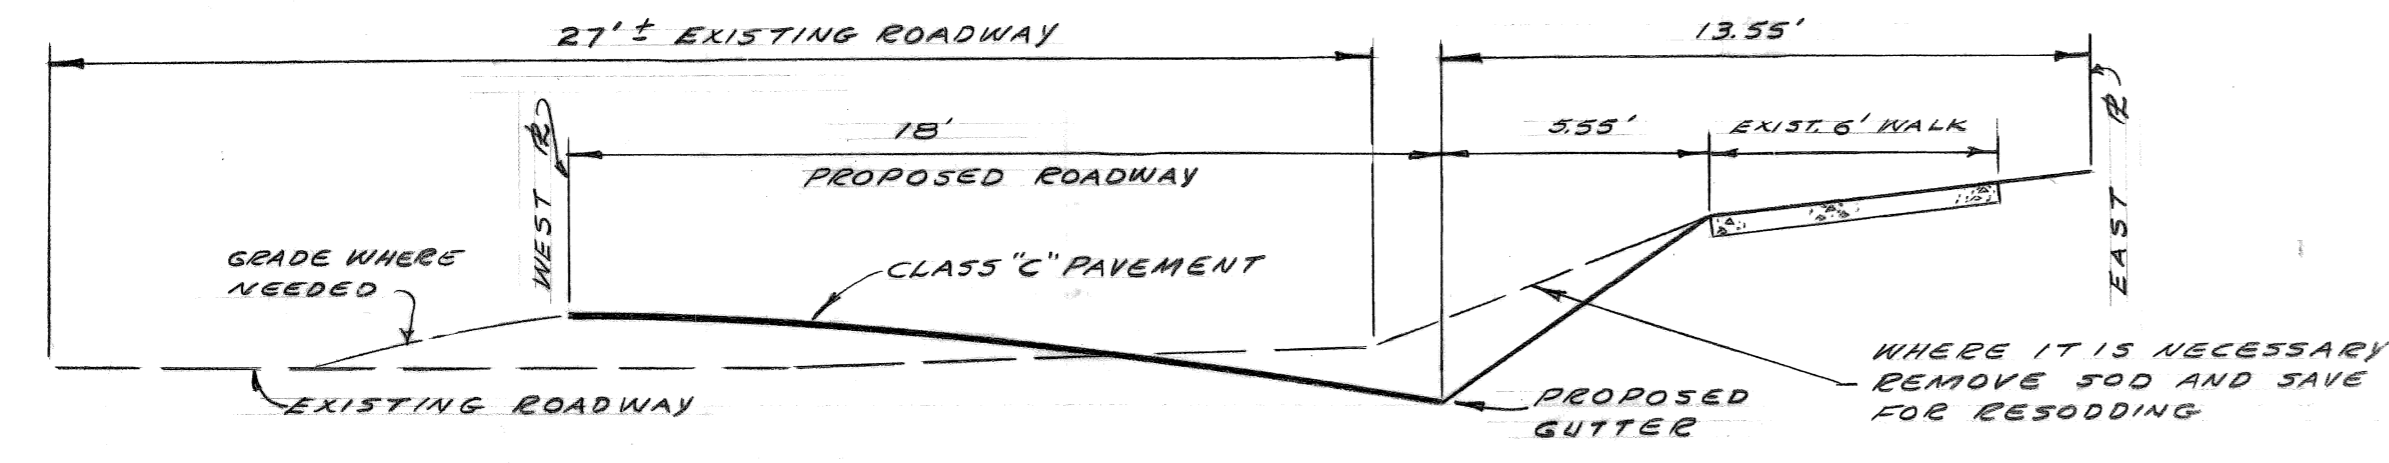 27'± EXISTING ROADWAY
13.55'
18'
PROPOSED ROADWAY
5.55'
EXIST. 6' WALK
WEST ⅊
EAST ⅊
GRADE WHERE
NEEDED
CLASS "C" PAVEMENT
EXISTING ROADWAY
PROPOSED
GUTTER
WHERE IT IS NECESSARY
REMOVE SOD AND SAVE
FOR RESODDING